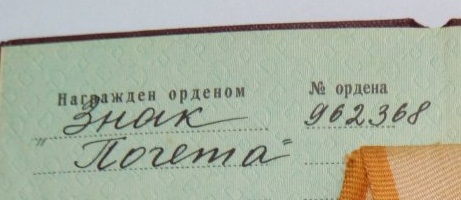 Награжден орденом № ордена
Знак 962368
"Почета"